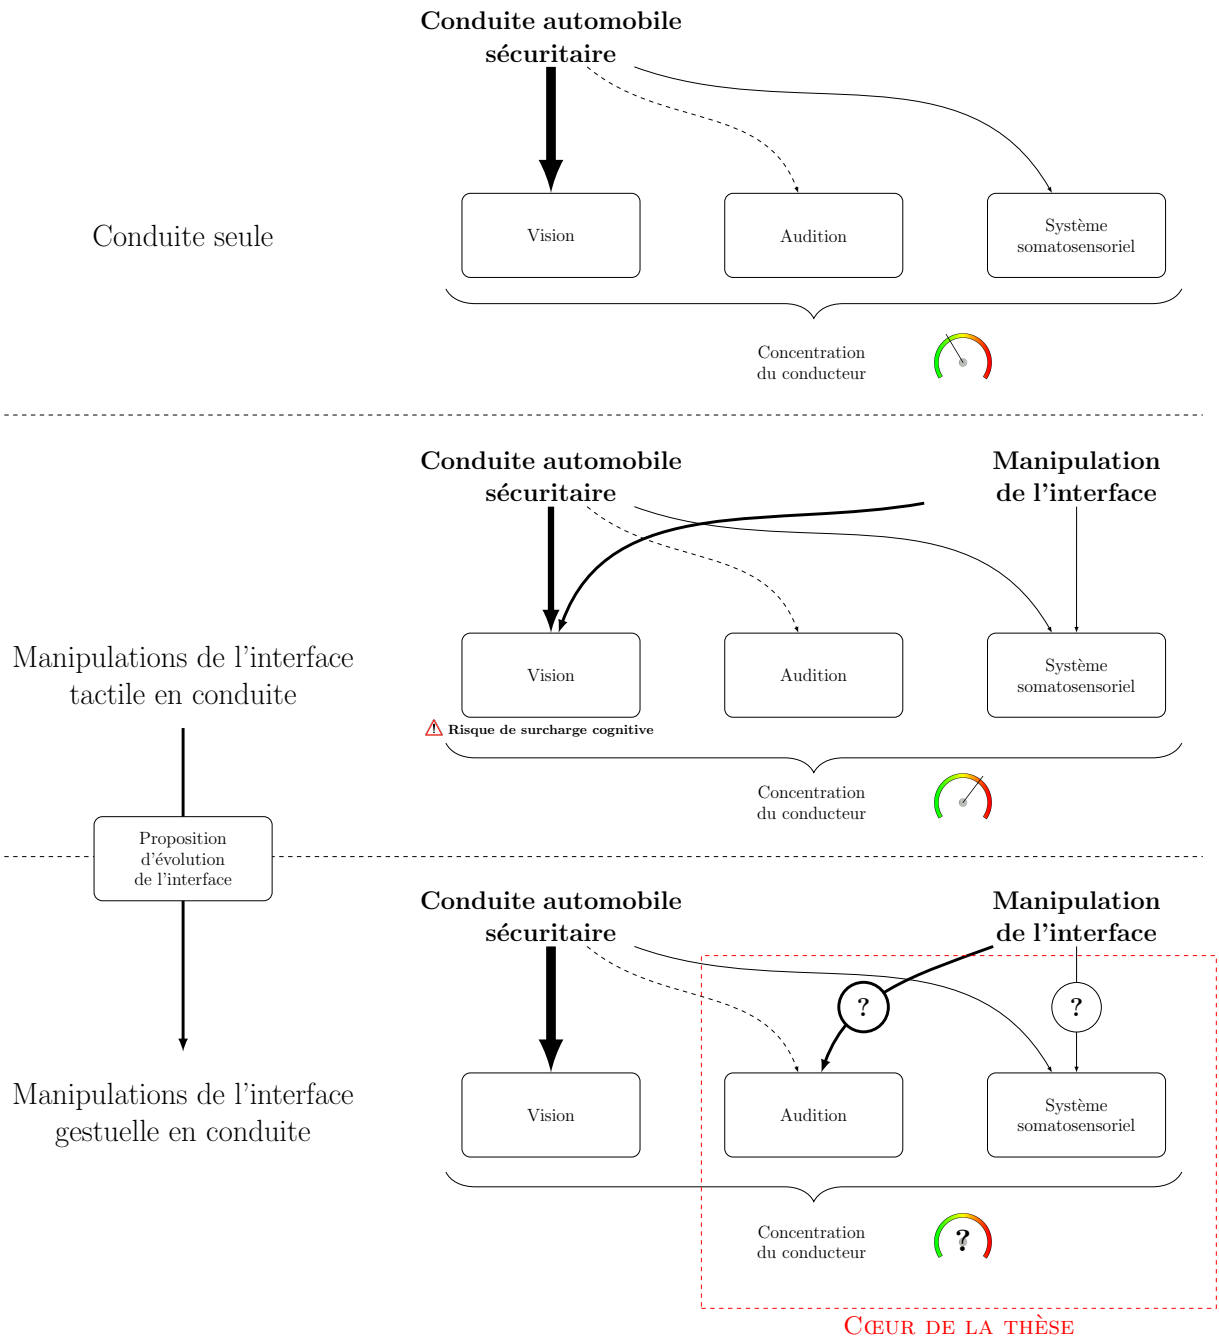 Conduite automobile
sécuritaire
Conduite seule
Vision
Audition
Système
somatosensoriel
Concentration
du conducteur
Conduite automobile
sécuritaire
Manipulation
de l'interface
Manipulations de l'interface
tactile en conduite
Vision
Audition
Système
somatosensoriel
! Risque de surcharge cognitive
Concentration
du conducteur
Proposition
d'évolution
de l'interface
Conduite automobile
sécuritaire
Manipulation
de l'interface
?
?
Manipulations de l'interface
gestuelle en conduite
Vision
Audition
Système
somatosensoriel
Concentration
du conducteur
?
Cœur de la thèse